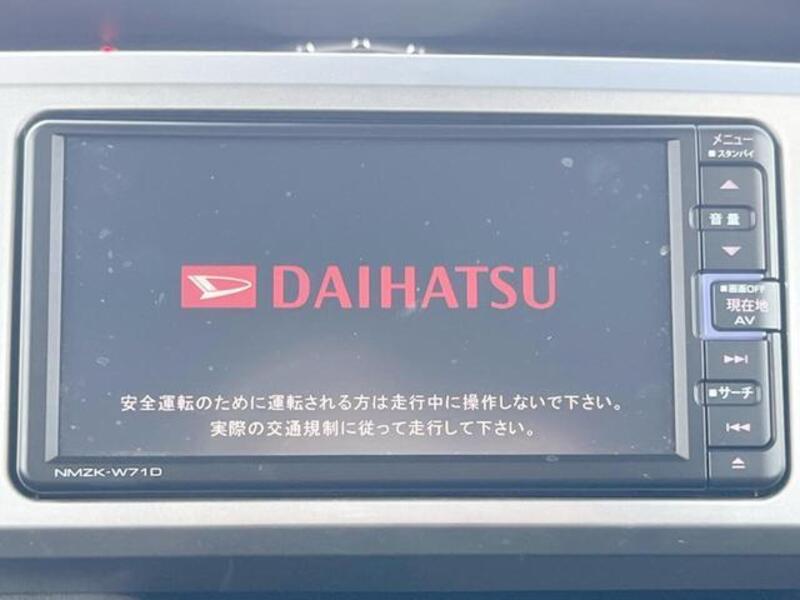 メニュー
■スタンバイ
音量
■画面OFF
現在地
AV
■サーチ
DAIHATSU
安全運転のために運転される方は走行中に操作しないで下さい。
実際の交通規制に従って走行して下さい。
NMZK-W71D